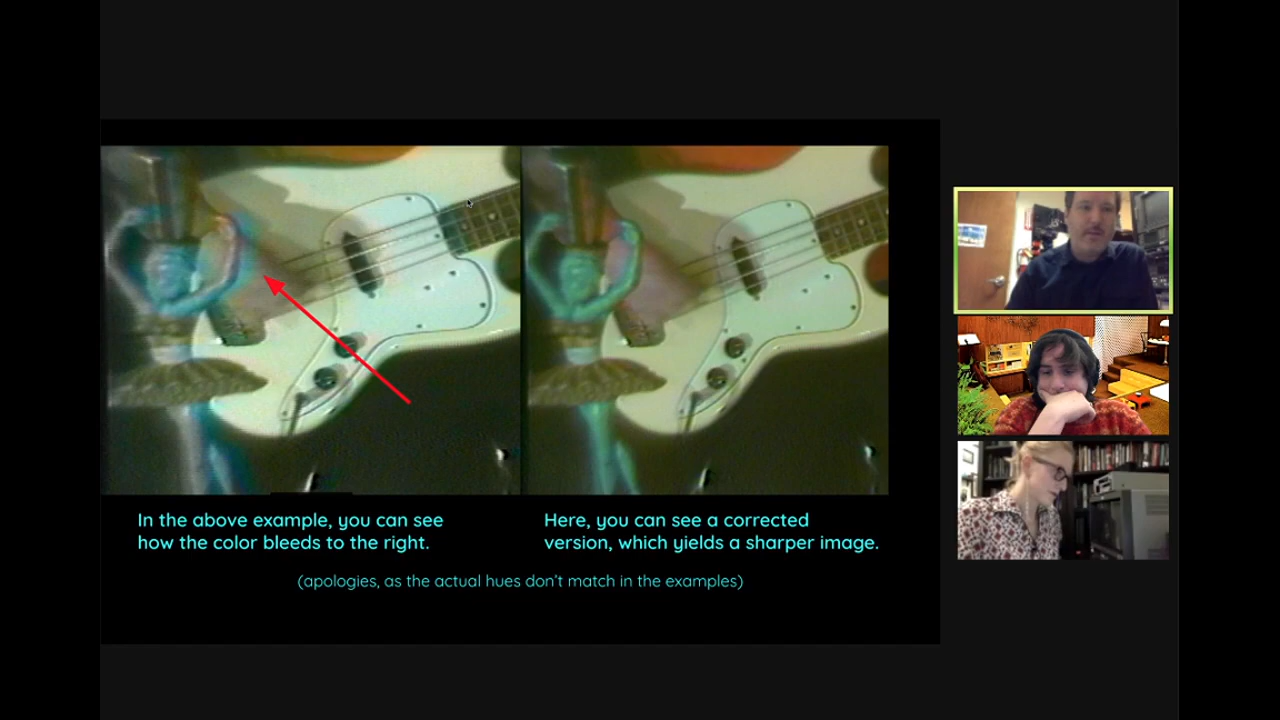 In the above example, you can see
how the color bleeds to the right.
Here, you can see a corrected
version, which yields a sharper image.
(apologies, as the actual hues don't match in the examples)